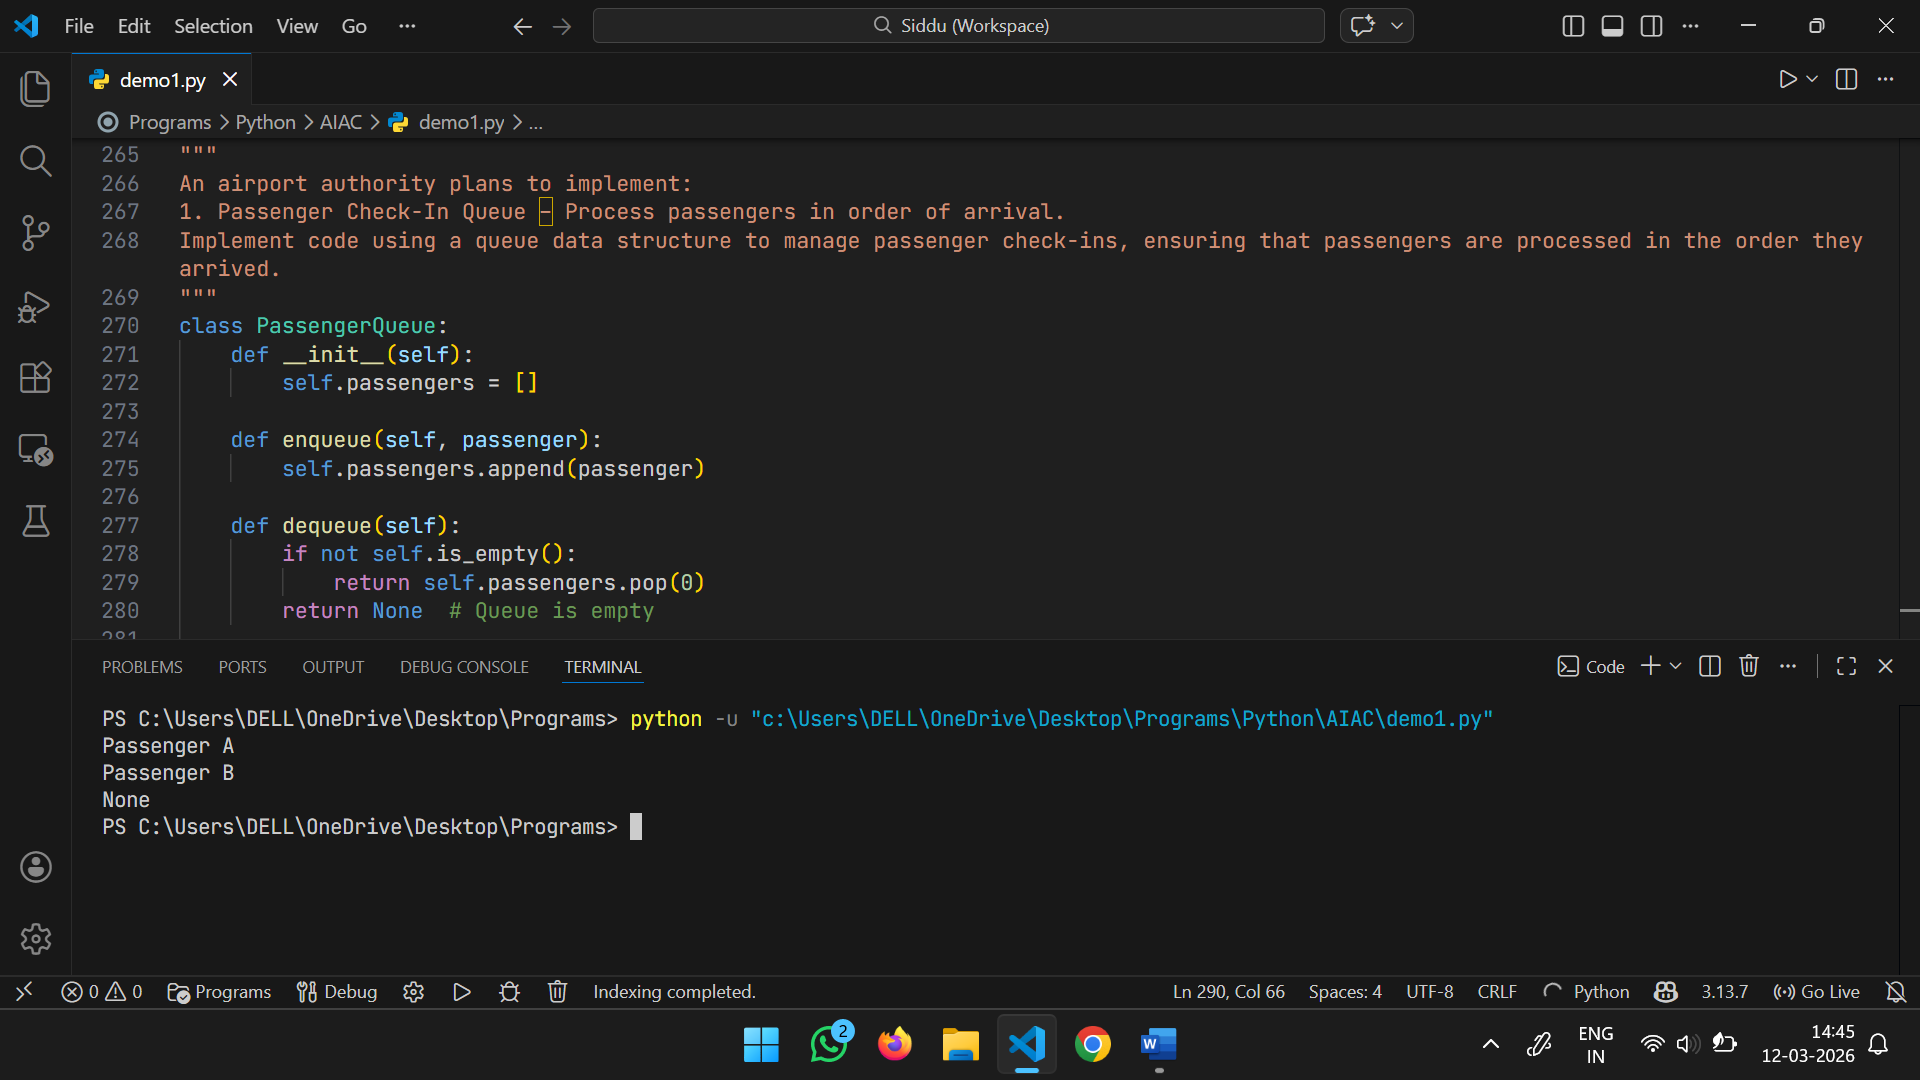 File Edit Selection View Go
Siddu (Workspace)
demo1.py
Programs > Python > AIAC > demo1.py > ...
265 """
266 An airport authority plans to implement:
267 1. Passenger Check-In Queue – Process passengers in order of arrival.
268 Implement code using a queue data structure to manage passenger check-ins, ensuring that passengers are processed in the order they
arrived.
269 """
270 class PassengerQueue:
271 def __init__(self):
272 self.passengers = []
273
274 def enqueue(self, passenger):
275 self.passengers.append(passenger)
276
277 def dequeue(self):
278 if not self.is_empty():
279 return self.passengers.pop(0)
280 return None  # Queue is empty
281
PROBLEMS PORTS OUTPUT DEBUG CONSOLE TERMINAL
Code
PS C:\Users\DELL\OneDrive\Desktop\Programs> python -u "c:\Users\DELL\OneDrive\Desktop\Programs\Python\AIAC\demo1.py"
Passenger A
Passenger B
None
PS C:\Users\DELL\OneDrive\Desktop\Programs>
0 0 Programs Debug Indexing completed.
Ln 290, Col 66 Spaces: 4 UTF-8 CRLF Python 3.13.7 Go Live
2
W
ENG
IN
14:45
12-03-2026